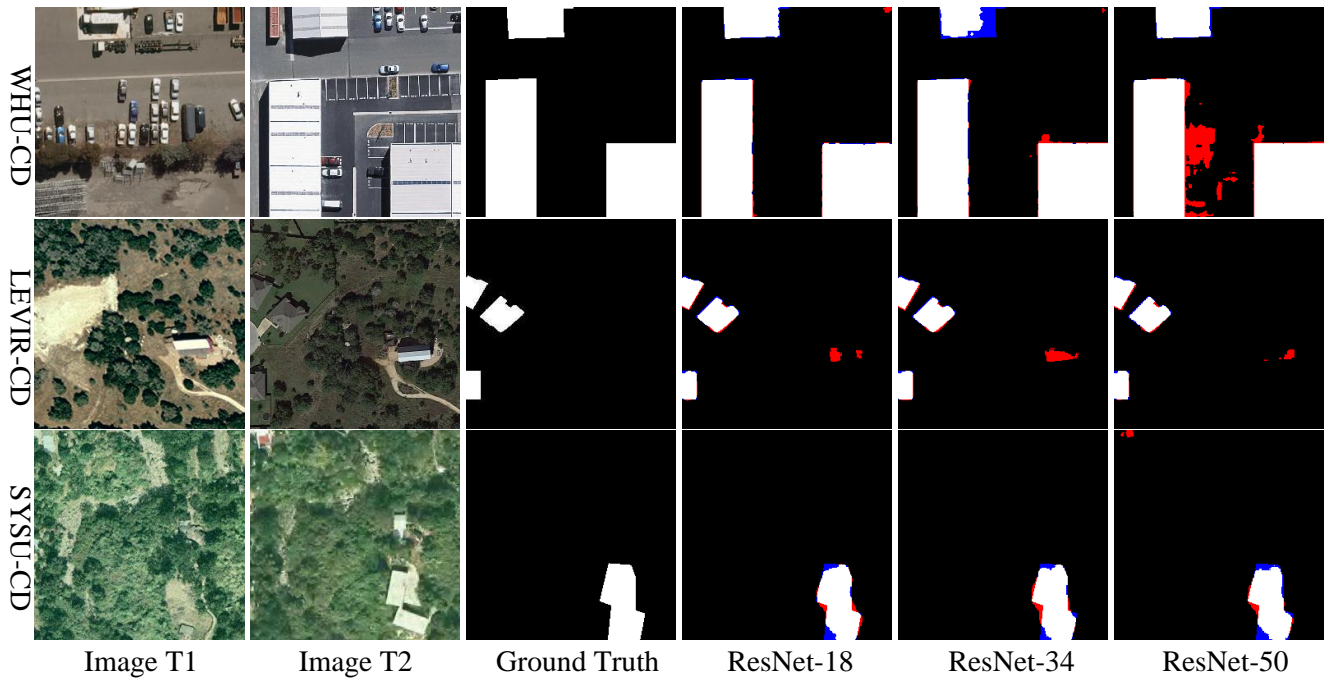 WHU-CD
LEVIR-CD
SYSU-CD
Image T1
Image T2
Ground Truth
ResNet-18
ResNet-34
ResNet-50